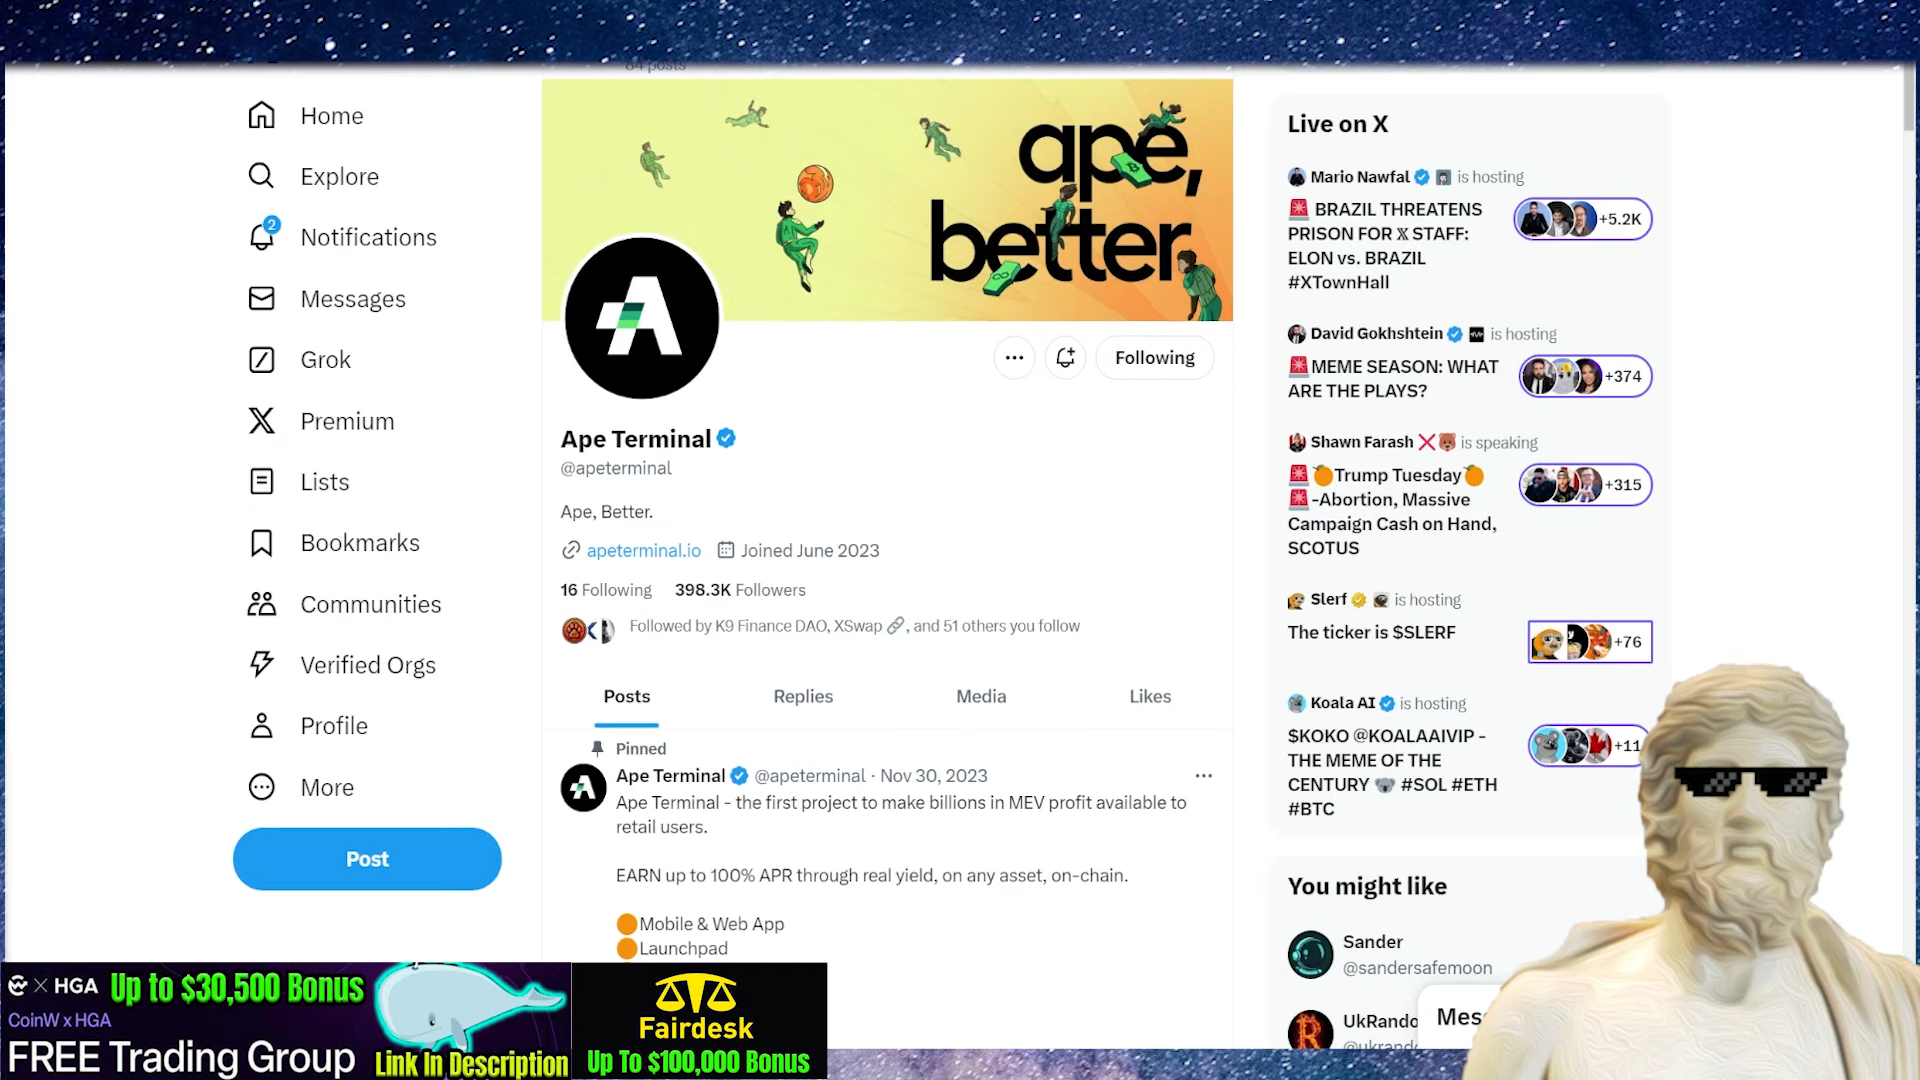 84 posts
Home
Explore
2
Notifications
Messages
Grok
Premium
Lists
Bookmarks
Communities
Verified Orgs
Profile
More
Post
ape,
better
Following
Ape Terminal
@apeterminal
Ape, Better.
apeterminal.io Joined June 2023
16 Following 398.3K Followers
Followed by K9 Finance DAO, XSwap 🔗, and 51 others you follow
Posts Replies Media Likes
Pinned
Ape Terminal @apeterminal · Nov 30, 2023
Ape Terminal - the first project to make billions in MEV profit available to
retail users.
EARN up to 100% APR through real yield, on any asset, on-chain.
🟠Mobile & Web App
🟠Launchpad
Live on X
Mario Nawfal is hosting
🚨 BRAZIL THREATENS
PRISON FOR 𝕏 STAFF:
ELON vs. BRAZIL
#XTownHall
+5.2K
David Gokhshtein is hosting
🚨MEME SEASON: WHAT
ARE THE PLAYS?
+374
Shawn Farash ❌🐻 is speaking
🚨🍊Trump Tuesday🍊
🚨-Abortion, Massive
Campaign Cash on Hand,
SCOTUS
+315
Slerf is hosting
The ticker is $SLERF
+76
Koala AI is hosting
$KOKO @KOALAAIVIP -
THE MEME OF THE
CENTURY 🐨 #SOL #ETH
#BTC
+11
You might like
Sander
@sandersafemoon
UkRando
@ukrand
Mes
× HGA Up to $30,500 Bonus
CoinW x HGA
FREE Trading Group
Link In Description
Fairdesk
Up To $100,000 Bonus